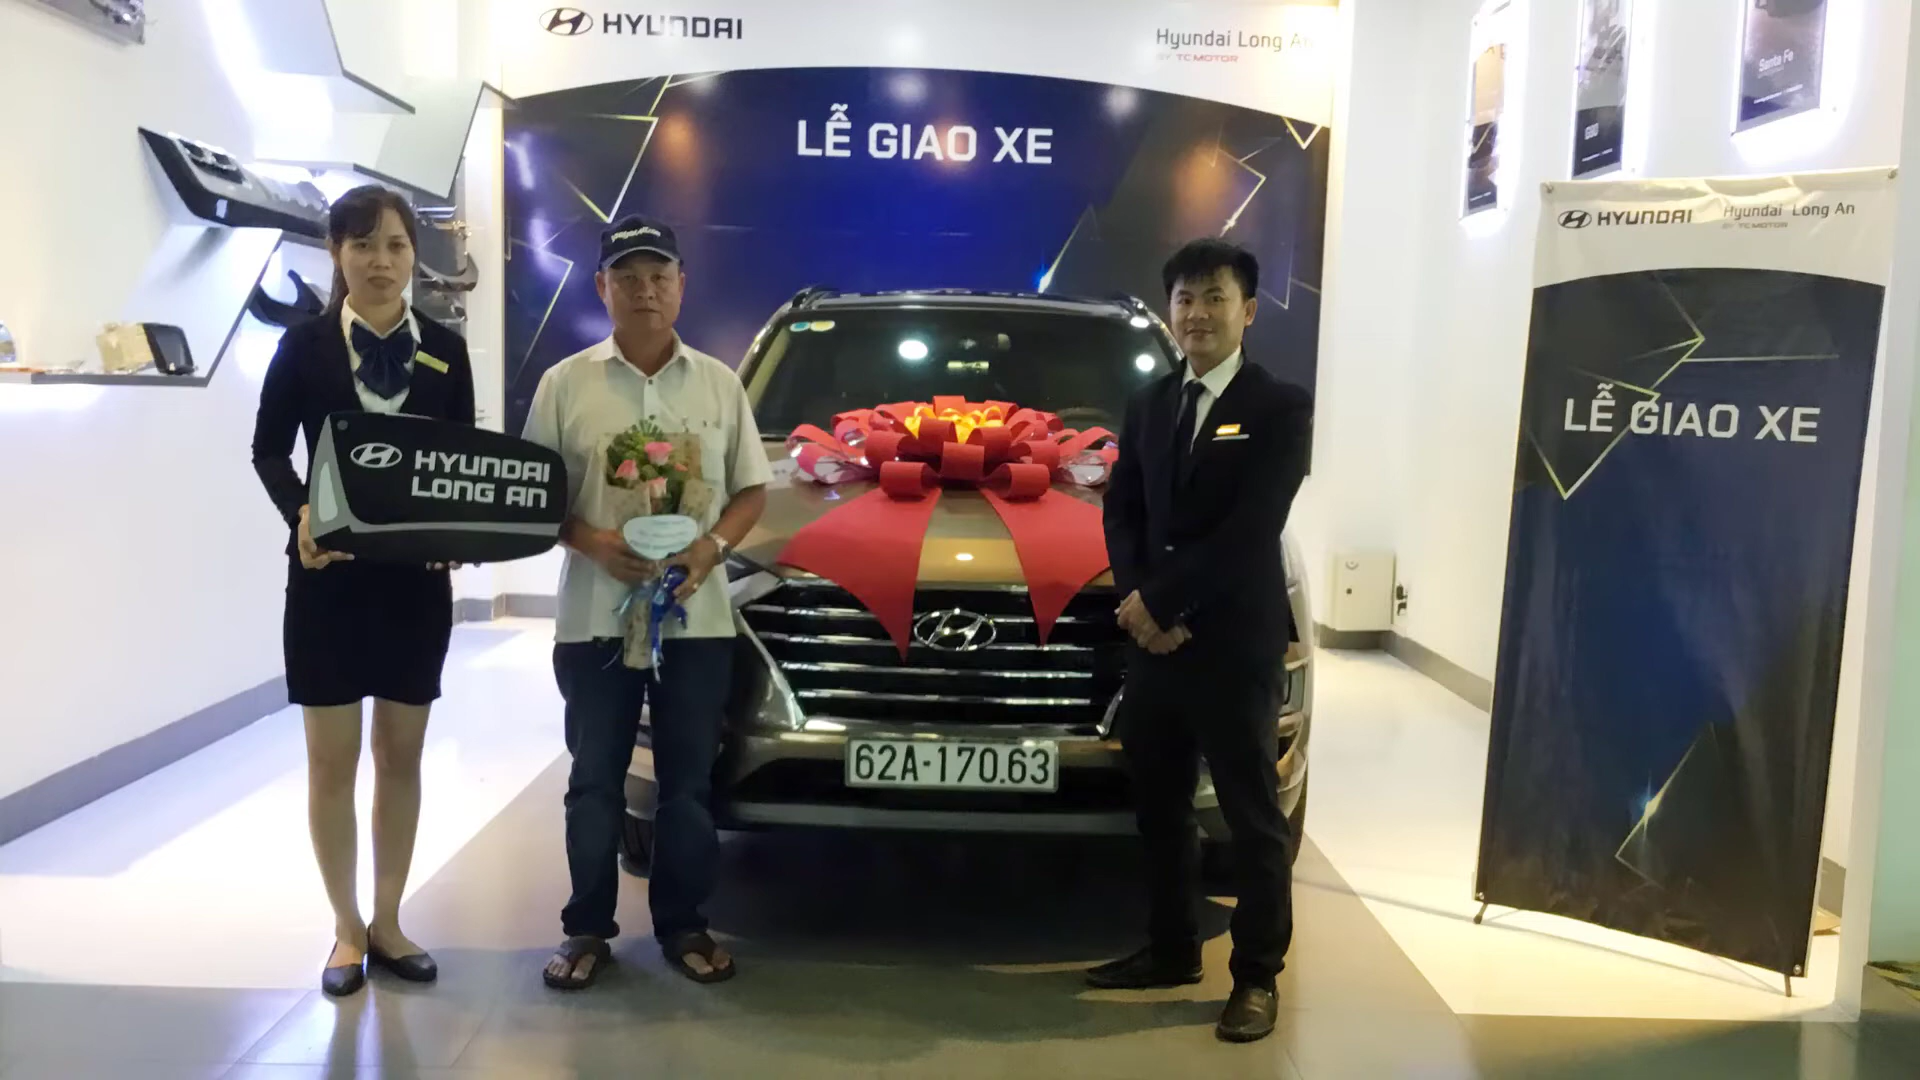 HYUNDAI
Hyundai Long An
BY TC MOTOR
LỄ GIAO XE
Santa Fe
HYUNDAI Hyundai Long An
BY TC MOTOR
LỄ GIAO XE
HYUNDAI
LONG AN
62A-170.63